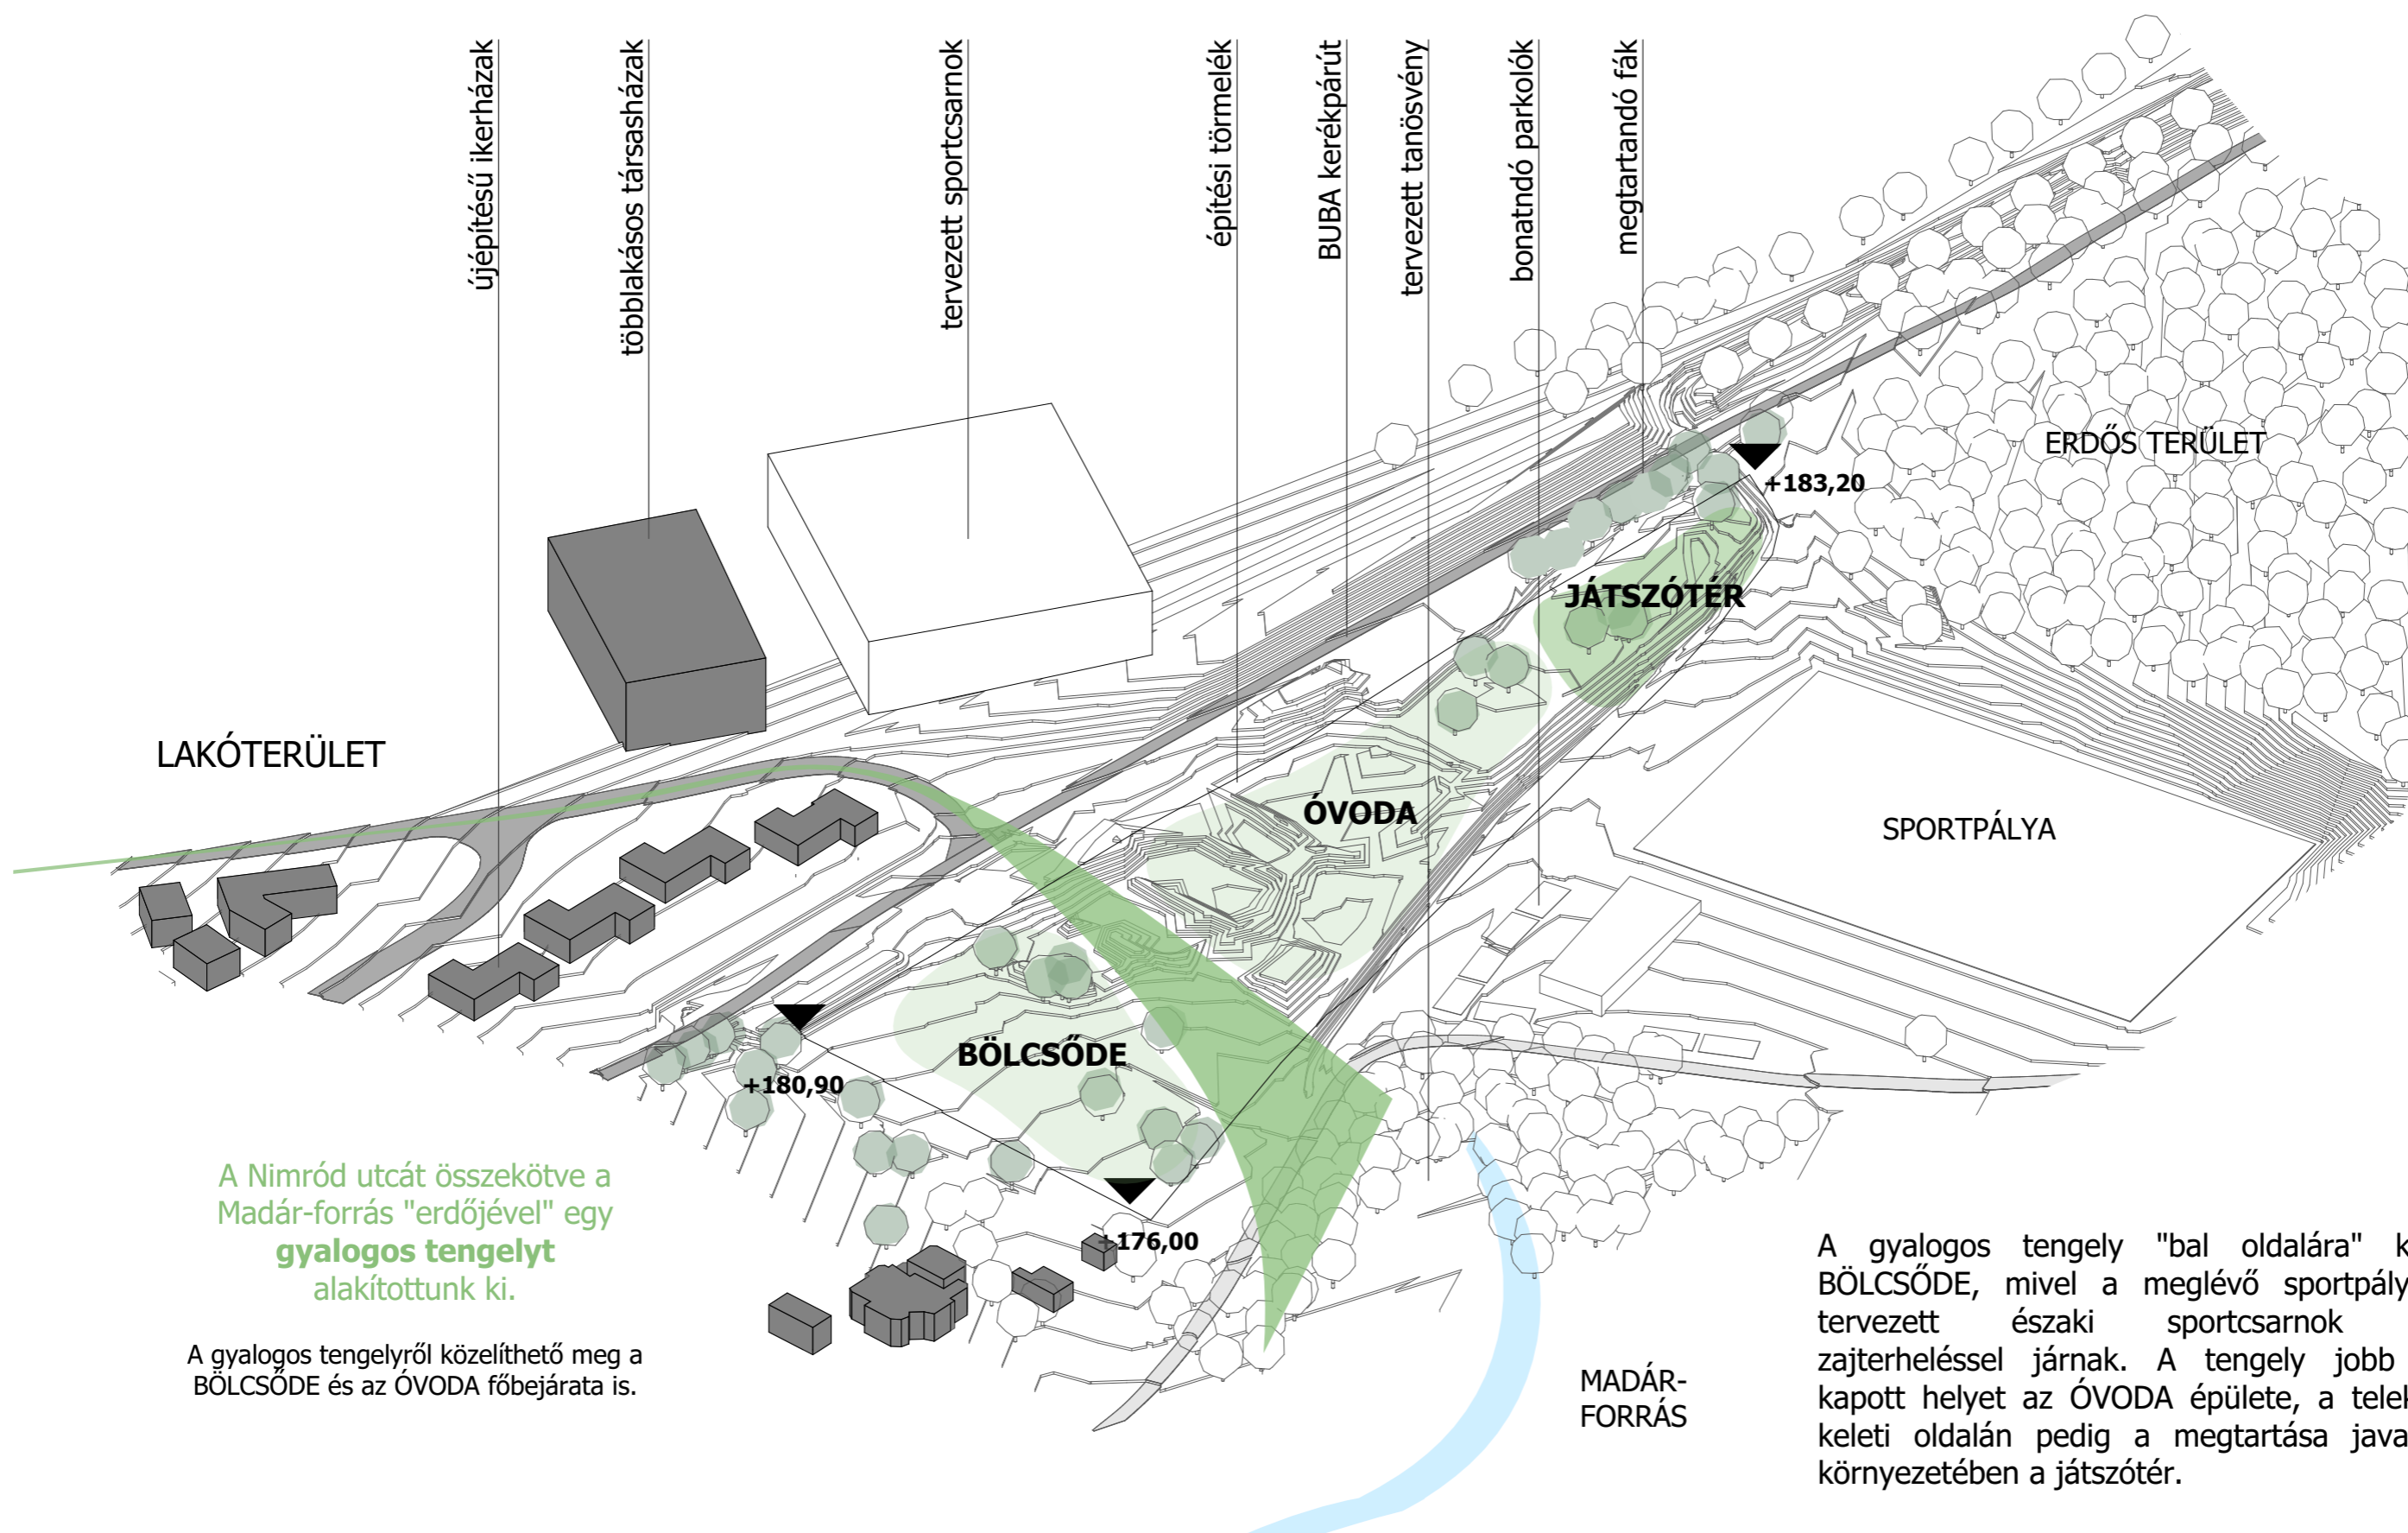 újépítésű ikerházak
többlakásos társasházak
tervezett sportcsarnok
építési törmelék
BUBA kerékpárút
tervezett tanösvény
bonatndó parkolók
megtartandó fák
ERDŐS TERÜLET
+183,20
JÁTSZÓTÉR
LAKÓTERÜLET
ÓVODA
SPORTPÁLYA
BÖLCSŐDE
+180,90
+176,00
A Nimród utcát összekötve a
Madár-forrás "erdőjével" egy
gyalogos tengelyt
alakítottunk ki.
A gyalogos tengelyről közelíthető meg a
BÖLCSŐDE és az ÓVODA főbejárata is.
MADÁR-
FORRÁS
A gyalogos tengely "bal oldalára" k
BÖLCSŐDE, mivel a meglévő sportpály
tervezett északi sportcsarnok
zajterheléssel járnak. A tengely jobb
kapott helyet az ÓVODA épülete, a telek
keleti oldalán pedig a megtartása java
környezetében a játszótér.